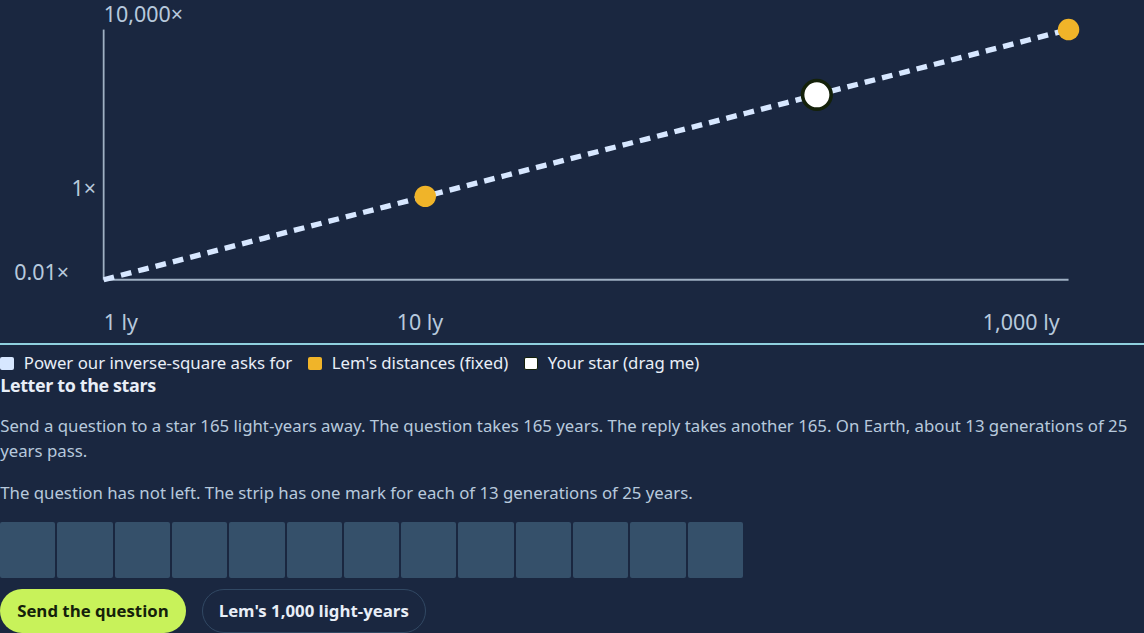 10,000×
1×
0.01×
1 ly
10 ly
1,000 ly
Power our inverse-square asks for
Lem's distances (fixed)
Your star (drag me)
Letter to the stars
Send a question to a star 165 light-years away. The question takes 165 years. The reply takes another 165. On Earth, about 13 generations of 25
years pass.
The question has not left. The strip has one mark for each of 13 generations of 25 years.
Send the question
Lem's 1,000 light-years